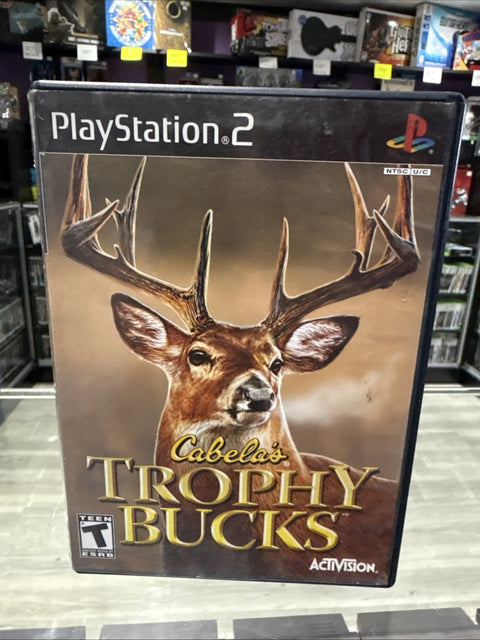 PlayStation®2
NTSC U/C
Cabela's
TROPHY
BUCKS
TEEN
T
ESRB
ACTIVISION